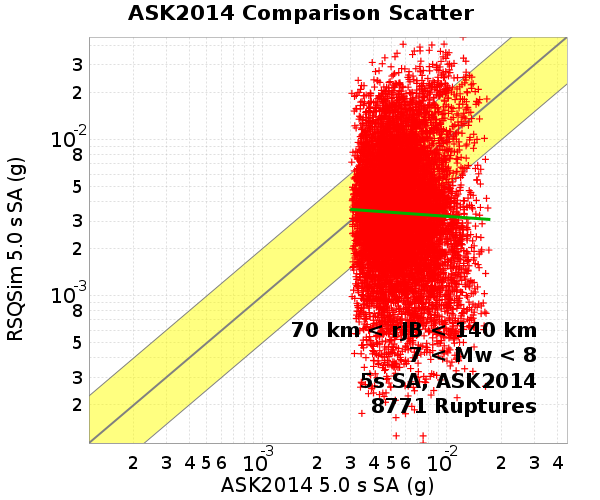 ASK2014 Comparison Scatter
RSQSim 5.0 s SA (g)
3
2
10-2
8
5
3
2
10-3
8
5
3
2
70 km < rJB < 140 km
7 < Mw < 8
5s SA, ASK2014
8771 Ruptures
2 3 4 5 6 10-3 2 3 4 5 6 10-2 2 3 4
ASK2014 5.0 s SA (g)